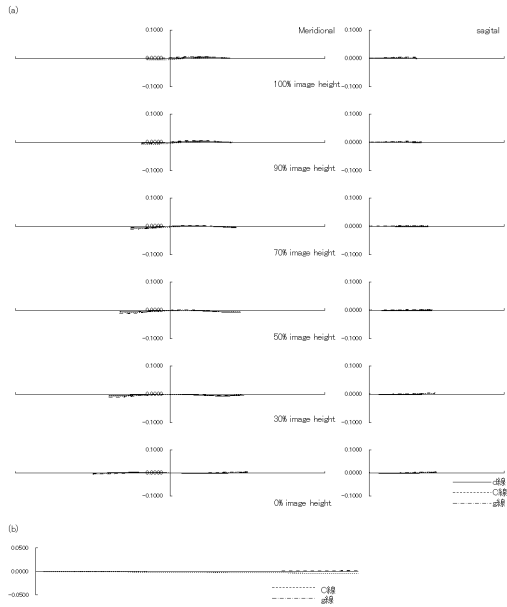 (a)
0.1000 Meridional sagital
0.0000 0.0000
-0.1000 100% image height -0.1000
0.1000 0.1000
0.0000 0.0000
-0.1000 90% image height -0.1000
0.1000 0.1000
0.0000 0.0000
-0.1000 70% image height -0.1000
0.1000 0.1000
0.0000 0.0000
-0.1000 50% image height -0.1000
0.1000 0.1000
0.0000 0.0000
-0.1000 30% image height -0.1000
0.1000 0.1000
0.0000 0.0000
d線
C線
-0.1000 0% image height -0.1000
g線
(b)
0.0500
0.0000
-0.0500
C線
g線